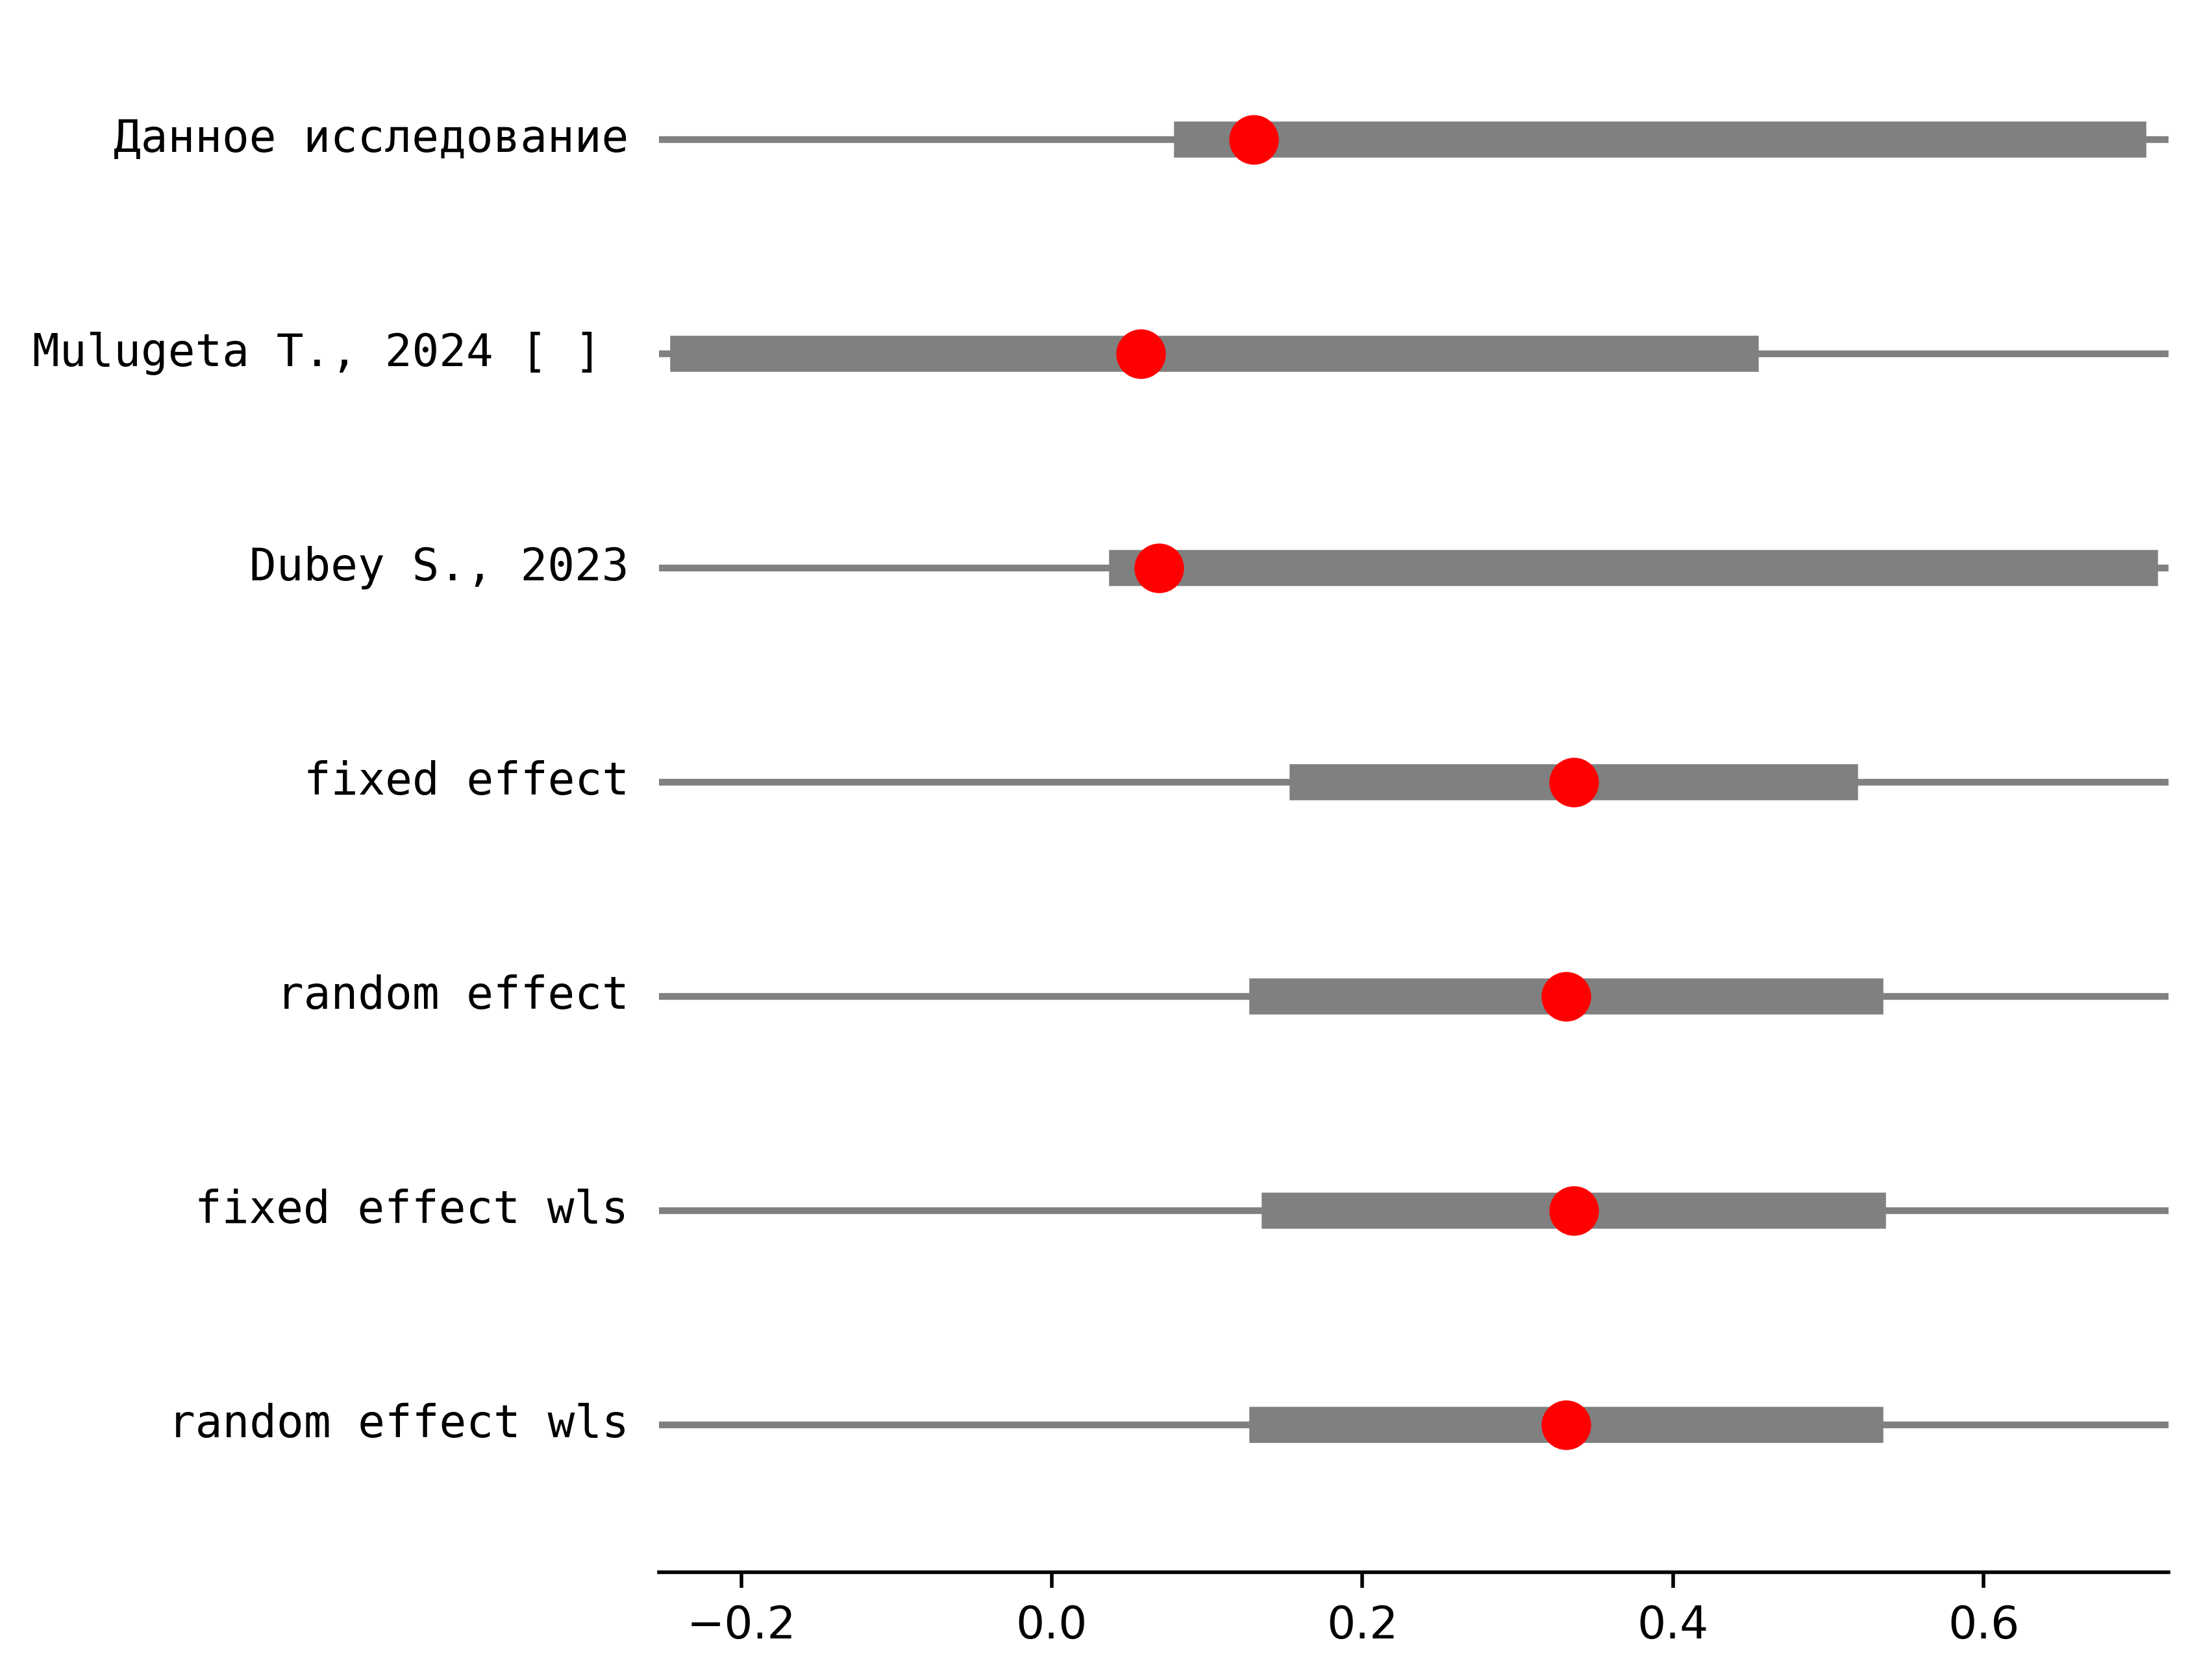 Данное исследование
Mulugeta T., 2024 [ ]
Dubey S., 2023
fixed effect
random effect
fixed effect wls
random effect wls
−0.2 0.0 0.2 0.4 0.6